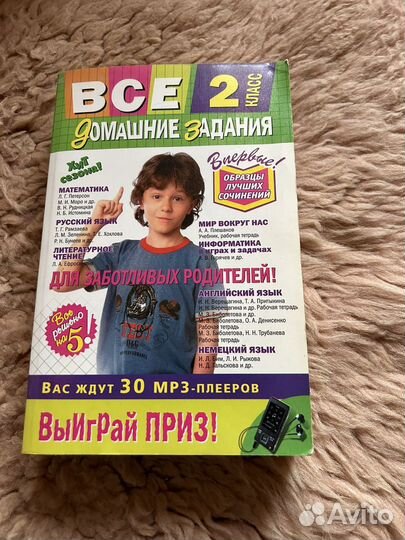 ВСЕ 2 КЛАСС
ДОМАШНИЕ ЗАДАНИЯ
Хит
сезона!
Впервые!
ОБРАЗЦЫ
ЛУЧШИХ
СОЧИНЕНИЙ
МАТЕМАТИКА
Л. Г. Петерсон
М. И. Моро и др.
В. Н. Рудницкая
Н. Б. Истомина
РУССКИЙ ЯЗЫК
Т. Г. Рамзаева
Л. М. Зеленина, Т. Е. Хохлова
Р. Н. Бунеев и др.
ЛИТЕРАТУРНОЕ
ЧТЕНИЕ
Л. А. Ефрос
МИР ВОКРУГ НАС
А. А. Плешаков
Учебник, рабочая тетрадь
ИНФОРМАТИКА
в играх и задачах
А. В. Горячев и др.
ДЛЯ ЗАБОТЛИВЫХ РОДИТЕЛЕЙ!
АНГЛИЙСКИЙ ЯЗЫК
И. Н. Верещагина, Т. А. Притыкина
И. Н. Верещагина и др. Рабочая тетрадь
М. З. Биболетова и др.
М. З. Биболетова, О. А. Денисенко
Рабочая тетрадь
М. З. Биболетова, Н. Н. Трубанева
Рабочая тетрадь
НЕМЕЦКИЙ ЯЗЫК
И. Л. Бим, Л. И. Рыжова
Н. Д. Гальскова и др.
Все
решено
на 5!
ВАС ЖДУТ 30 МР3-ПЛЕЕРОВ
ВЫИГРАЙ ПРИЗ!
Avito